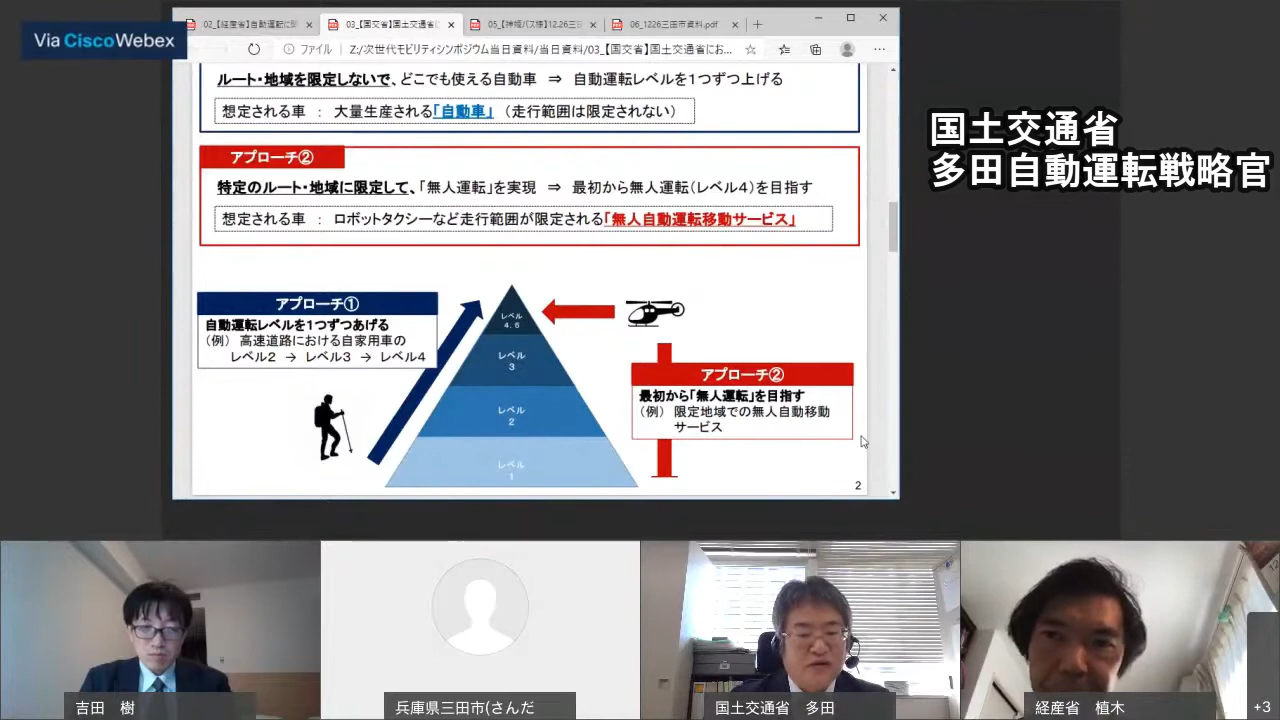 Via Cisco Webex
02_【経産省】自動運転に関
03_【国交省】国土交通省に
05_【神姫バス様】12.26三田
06_1226三田市資料.pdf
ファイル
Z:/次世代モビリティシンポジウム当日資料/当日資料/03_【国交省】国土交通省にお...
国土交通省
多田自動運転戦略官
ルート・地域を限定しないで、どこでも使える自動車 ⇒ 自動運転レベルを1つずつ上げる
想定される車 : 大量生産される「自動車」 (走行範囲は限定されない)
アプローチ②
特定のルート・地域に限定して、「無人運転」を実現 ⇒ 最初から無人運転(レベル4)を目指す
想定される車 : ロボットタクシーなど走行範囲が限定される「無人自動運転移動サービス」
アプローチ①
自動運転レベルを1つずつあげる
(例) 高速道路における自家用車の
レベル2 → レベル3 → レベル4
レベル
4.5
レベル
3
レベル
2
レベル
1
アプローチ②
最初から「無人運転」を目指す
(例) 限定地域での無人自動移動
サービス
2
吉田 樹
兵庫県三田市(さんだ
国土交通省 多田
経産省 植木
+3